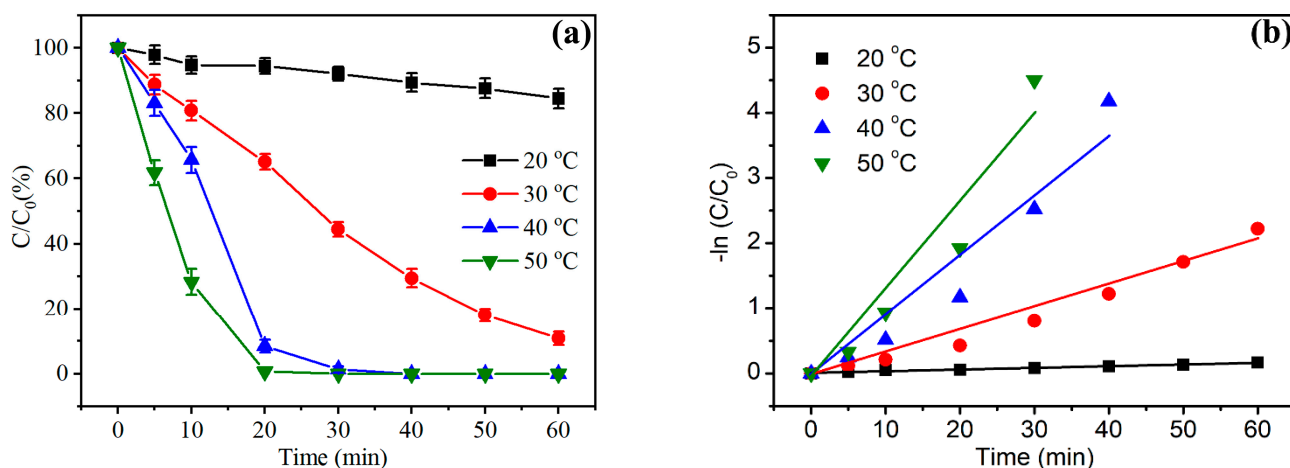 (a)
100
80
60
40
20
0
C/C₀(%)
20 °C
30 °C
40 °C
50 °C
0 10 20 30 40 50 60
Time (min)
(b)
5
4
3
2
1
0
-ln (C/C₀)
20 °C
30 °C
40 °C
50 °C
0 10 20 30 40 50 60
Time (min)